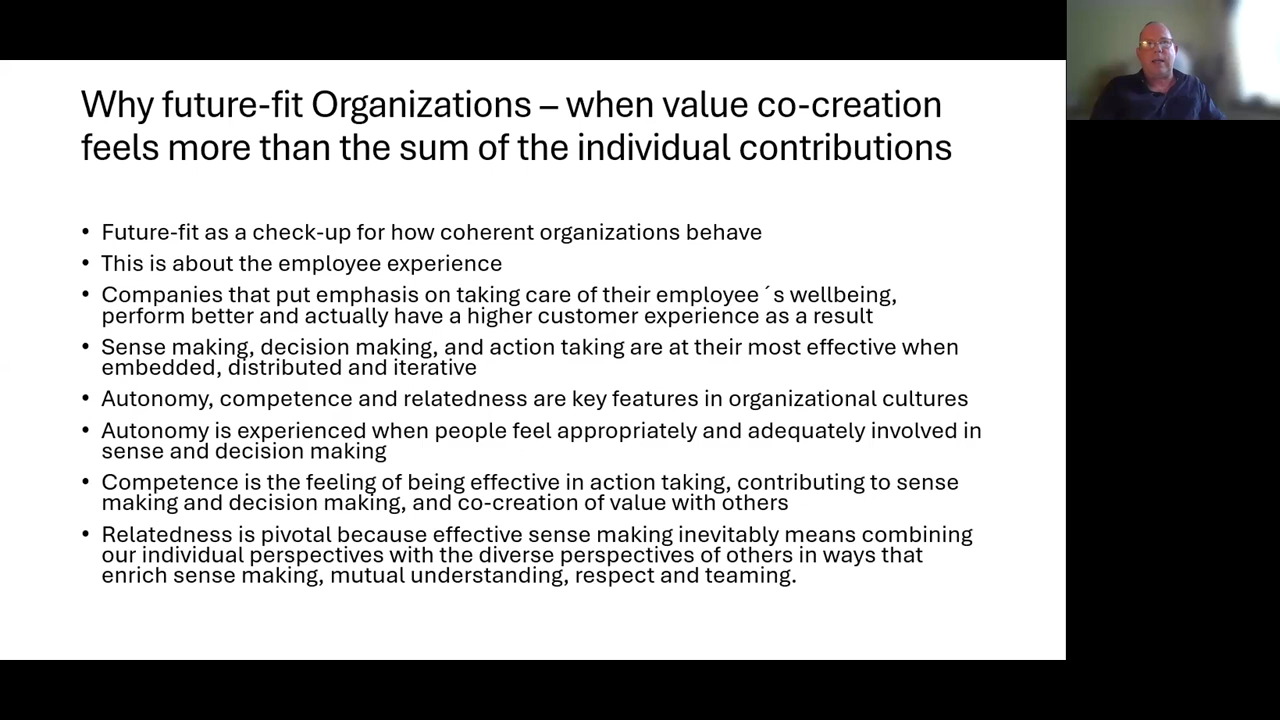 Why future-fit Organizations – when value co-creation
feels more than the sum of the individual contributions
• Future-fit as a check-up for how coherent organizations behave
• This is about the employee experience
• Companies that put emphasis on taking care of their employee ´s wellbeing,
perform better and actually have a higher customer experience as a result
• Sense making, decision making, and action taking are at their most effective when
embedded, distributed and iterative
• Autonomy, competence and relatedness are key features in organizational cultures
• Autonomy is experienced when people feel appropriately and adequately involved in
sense and decision making
• Competence is the feeling of being effective in action taking, contributing to sense
making and decision making, and co-creation of value with others
• Relatedness is pivotal because effective sense making inevitably means combining
our individual perspectives with the diverse perspectives of others in ways that
enrich sense making, mutual understanding, respect and teaming.